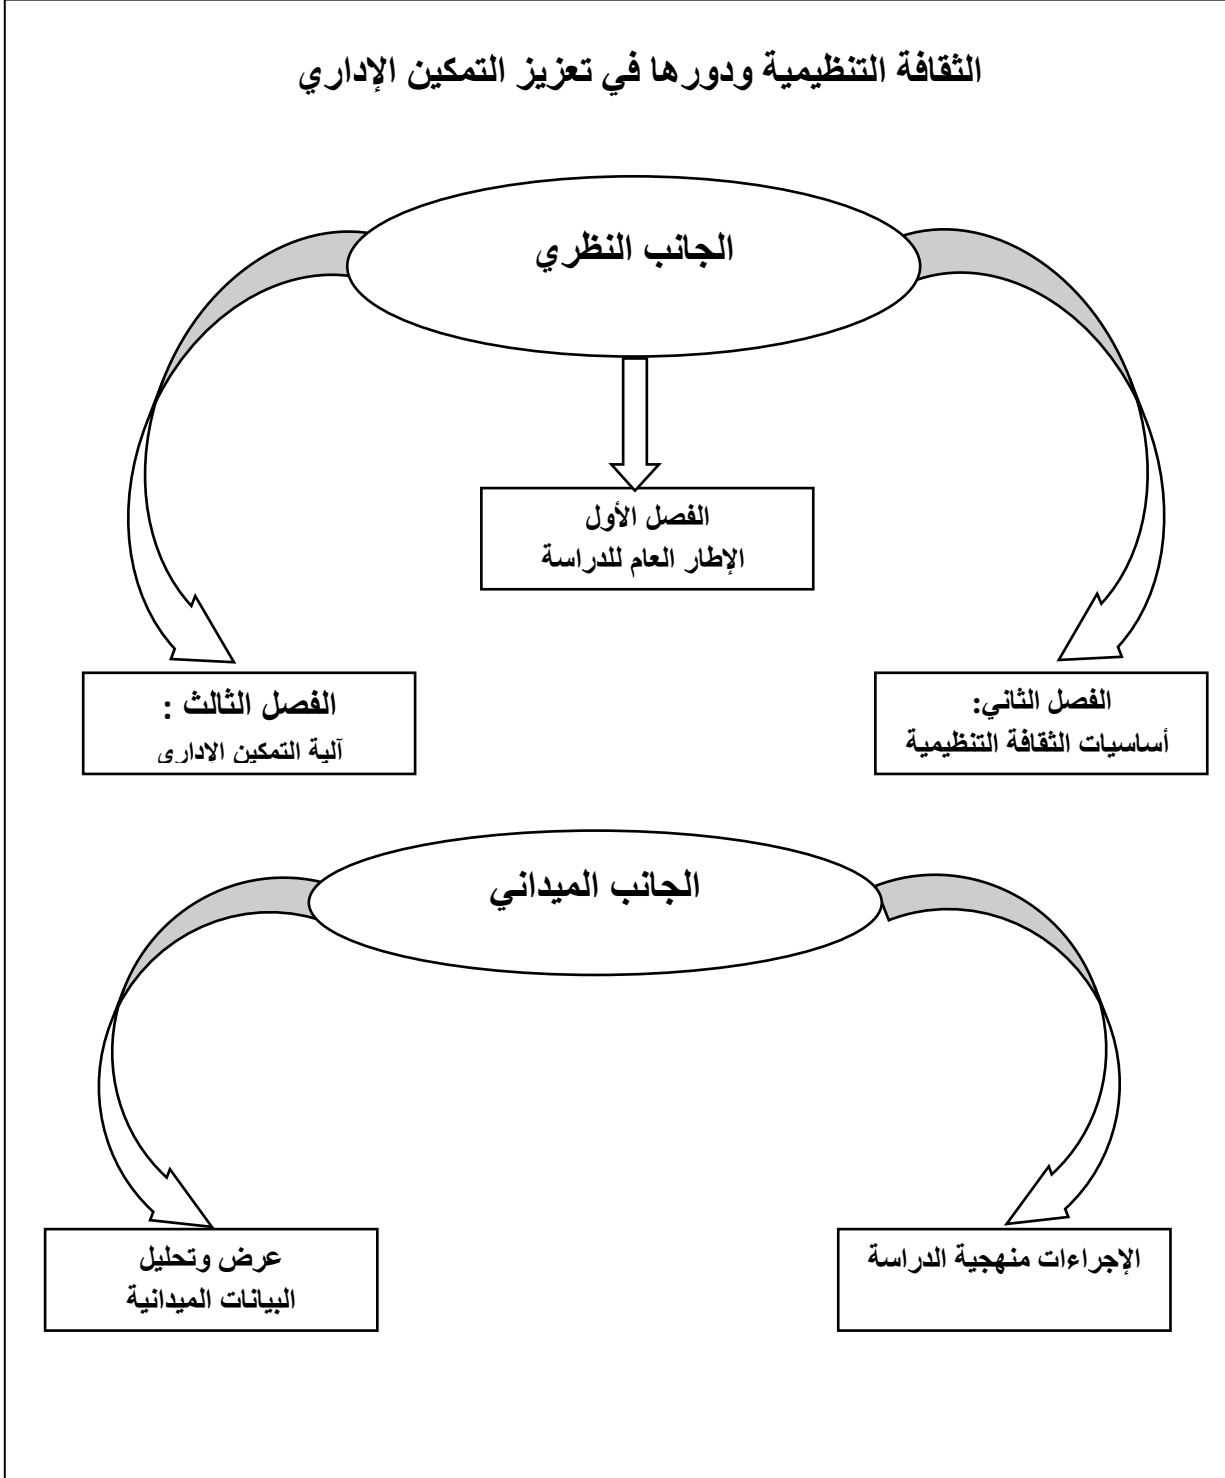 الثقافة التنظيمية ودورها في تعزيز التمكين الإداري
الجانب النظري
الفصل الأول
الإطار العام للدراسة
الفصل الثاني:
أساسيات الثقافة التنظيمية
الفصل الثالث :
آلية التمكين الإداري
الجانب الميداني
الإجراءات منهجية الدراسة
عرض وتحليل
البيانات الميدانية